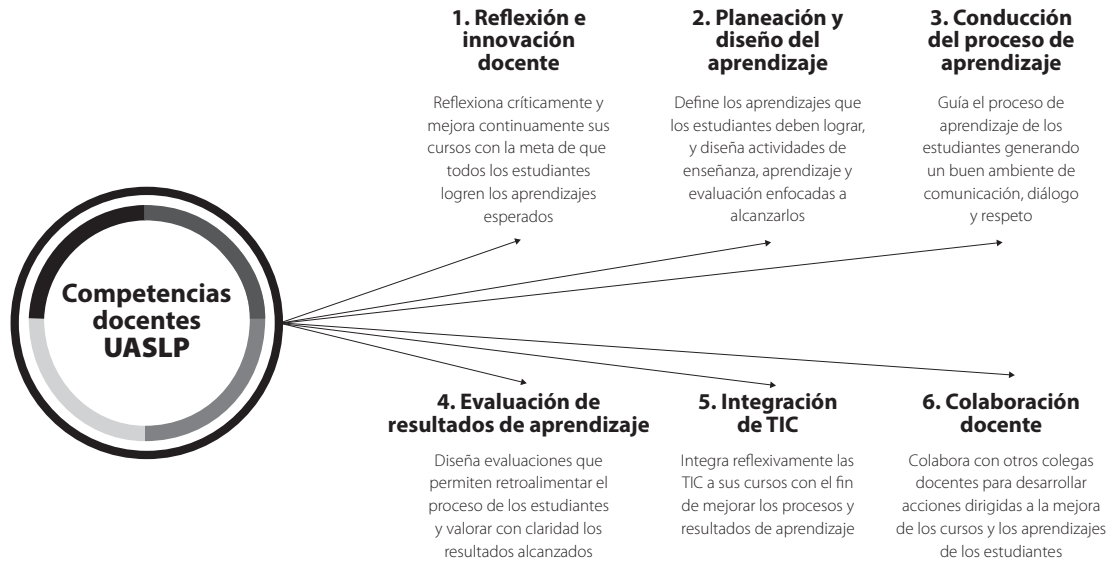 1. Reflexión e
innovación
docente
Reflexiona críticamente y
mejora continuamente sus
cursos con la meta de que
todos los estudiantes
logren los aprendizajes
esperados
2. Planeación y
diseño del
aprendizaje
Define los aprendizajes que
los estudiantes deben lograr,
y diseña actividades de
enseñanza, aprendizaje y
evaluación enfocadas a
alcanzarlos
3. Conducción
del proceso de
aprendizaje
Guía el proceso de
aprendizaje de los
estudiantes generando
un buen ambiente de
comunicación, diálogo
y respeto
Competencias
docentes
UASLP
4. Evaluación de
resultados de aprendizaje
Diseña evaluaciones que
permiten retroalimentar el
proceso de los estudiantes
y valorar con claridad los
resultados alcanzados
5. Integración
de TIC
Integra reflexivamente las
TIC a sus cursos con el fin
de mejorar los procesos y
resultados de aprendizaje
6. Colaboración
docente
Colabora con otros colegas
docentes para desarrollar
acciones dirigidas a la mejora
de los cursos y los aprendizajes
de los estudiantes